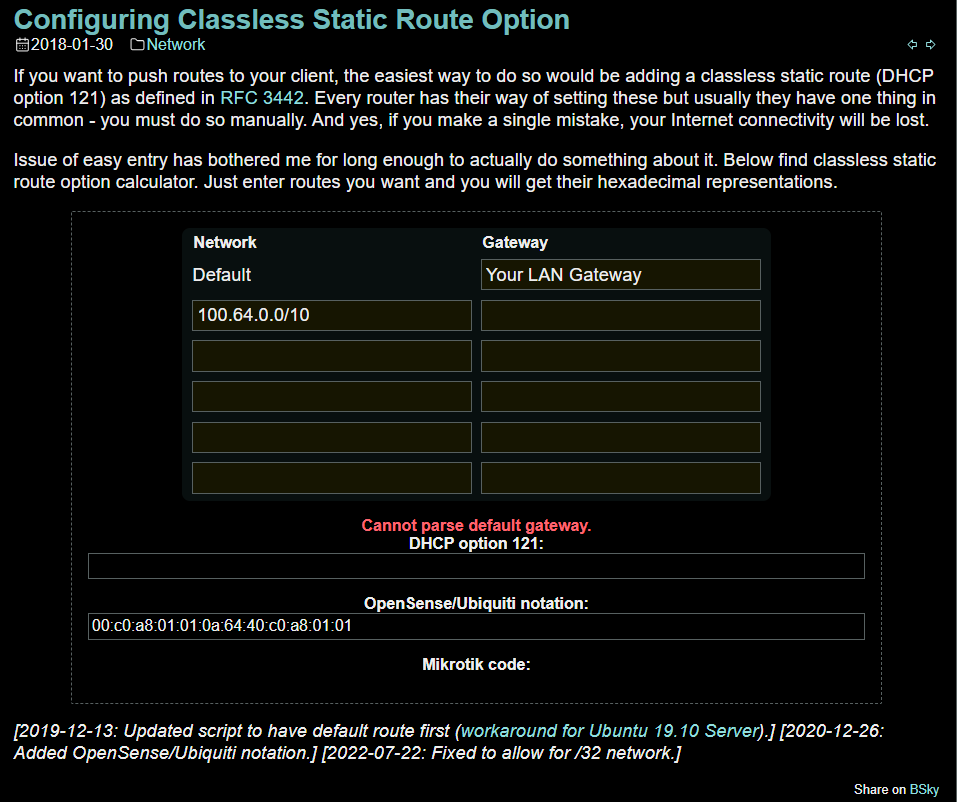 Configuring Classless Static Route Option
2018-01-30 Network
If you want to push routes to your client, the easiest way to do so would be adding a classless static route (DHCP
option 121) as defined in RFC 3442. Every router has their way of setting these but usually they have one thing in
common - you must do so manually. And yes, if you make a single mistake, your Internet connectivity will be lost.
Issue of easy entry has bothered me for long enough to actually do something about it. Below find classless static
route option calculator. Just enter routes you want and you will get their hexadecimal representations.
Network Gateway
Default Your LAN Gateway
100.64.0.0/10
Cannot parse default gateway.
DHCP option 121:
OpenSense/Ubiquiti notation:
00:c0:a8:01:01:0a:64:40:c0:a8:01:01
Mikrotik code:
[2019-12-13: Updated script to have default route first (workaround for Ubuntu 19.10 Server).] [2020-12-26:
Added OpenSense/Ubiquiti notation.] [2022-07-22: Fixed to allow for /32 network.]
Share on BSky